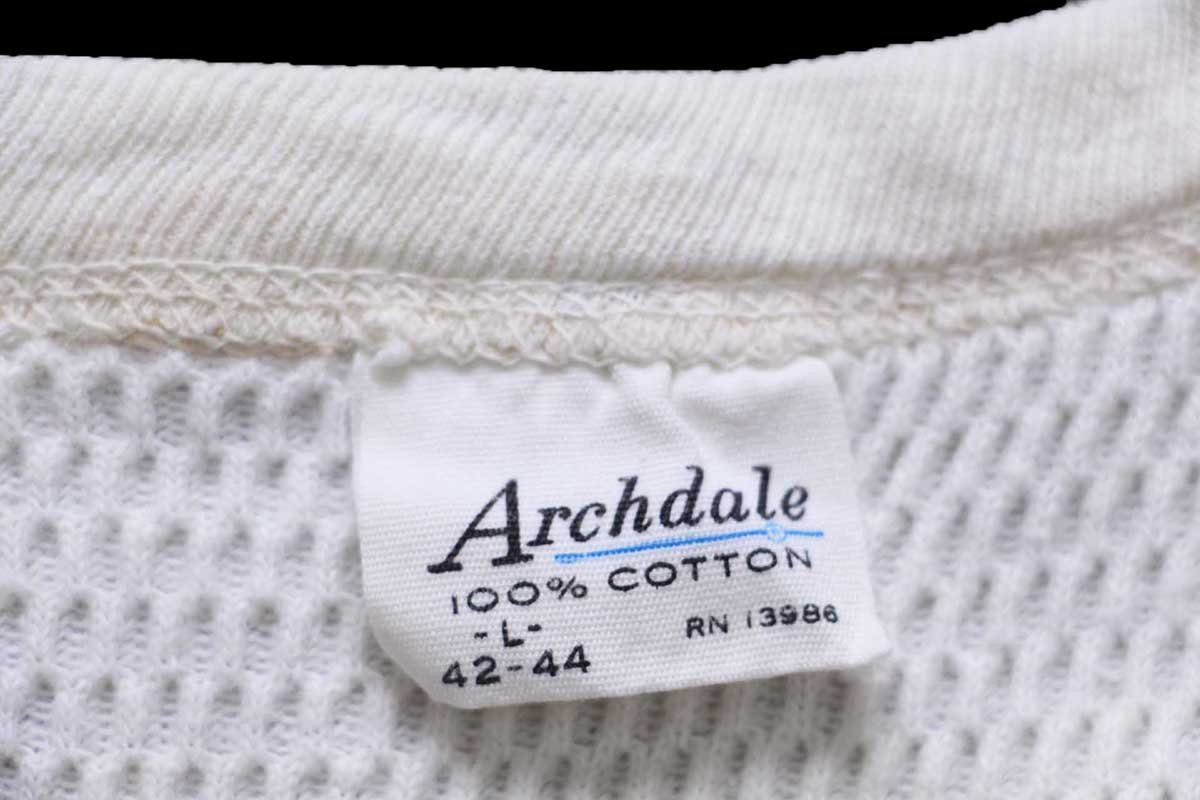 Archdale
100% COTTON
-L- RN 13986
42-44